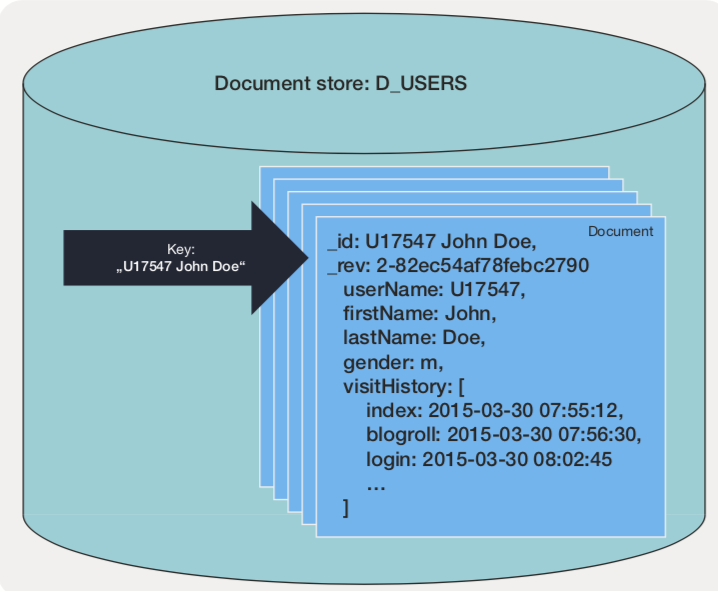 Document store: D_USERS
Key:
„U17547 John Doe“
Document
_id: U17547 John Doe,
_rev: 2-82ec54af78febc2790
userName: U17547,
firstName: John,
lastName: Doe,
gender: m,
visitHistory: [
index: 2015-03-30 07:55:12,
blogroll: 2015-03-30 07:56:30,
login: 2015-03-30 08:02:45
...
]